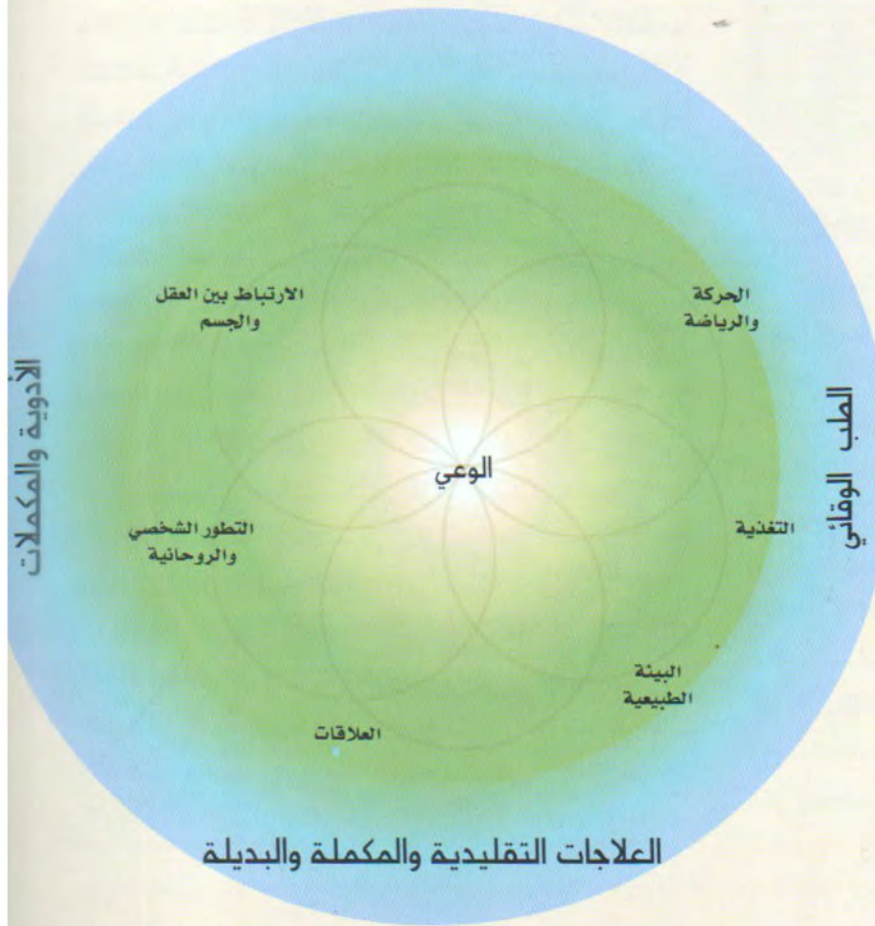 الحركة
والرياضة
الارتباط بين العقل
والجسم
الطب الوقائي
الأدوية والمكملات
الوعي
التغذية
التطور الشخصي
والروحانية
البيئة
الطبيعية
العلاقات
العلاجات التقليدية والمكملة والبديلة